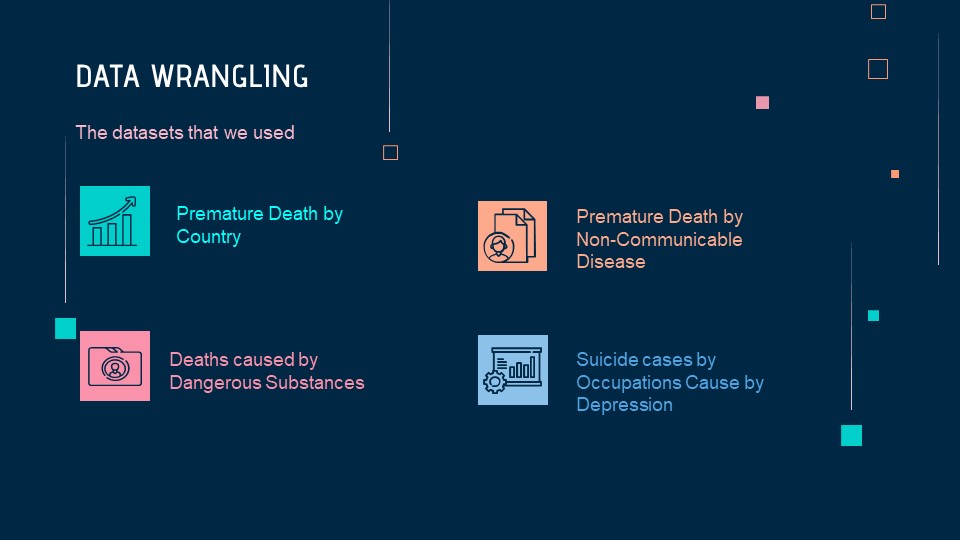 DATA WRANGLING
The datasets that we used
Premature Death by
Country
Premature Death by
Non-Communicable
Disease
Deaths caused by
Dangerous Substances
Suicide cases by
Occupations Cause by
Depression